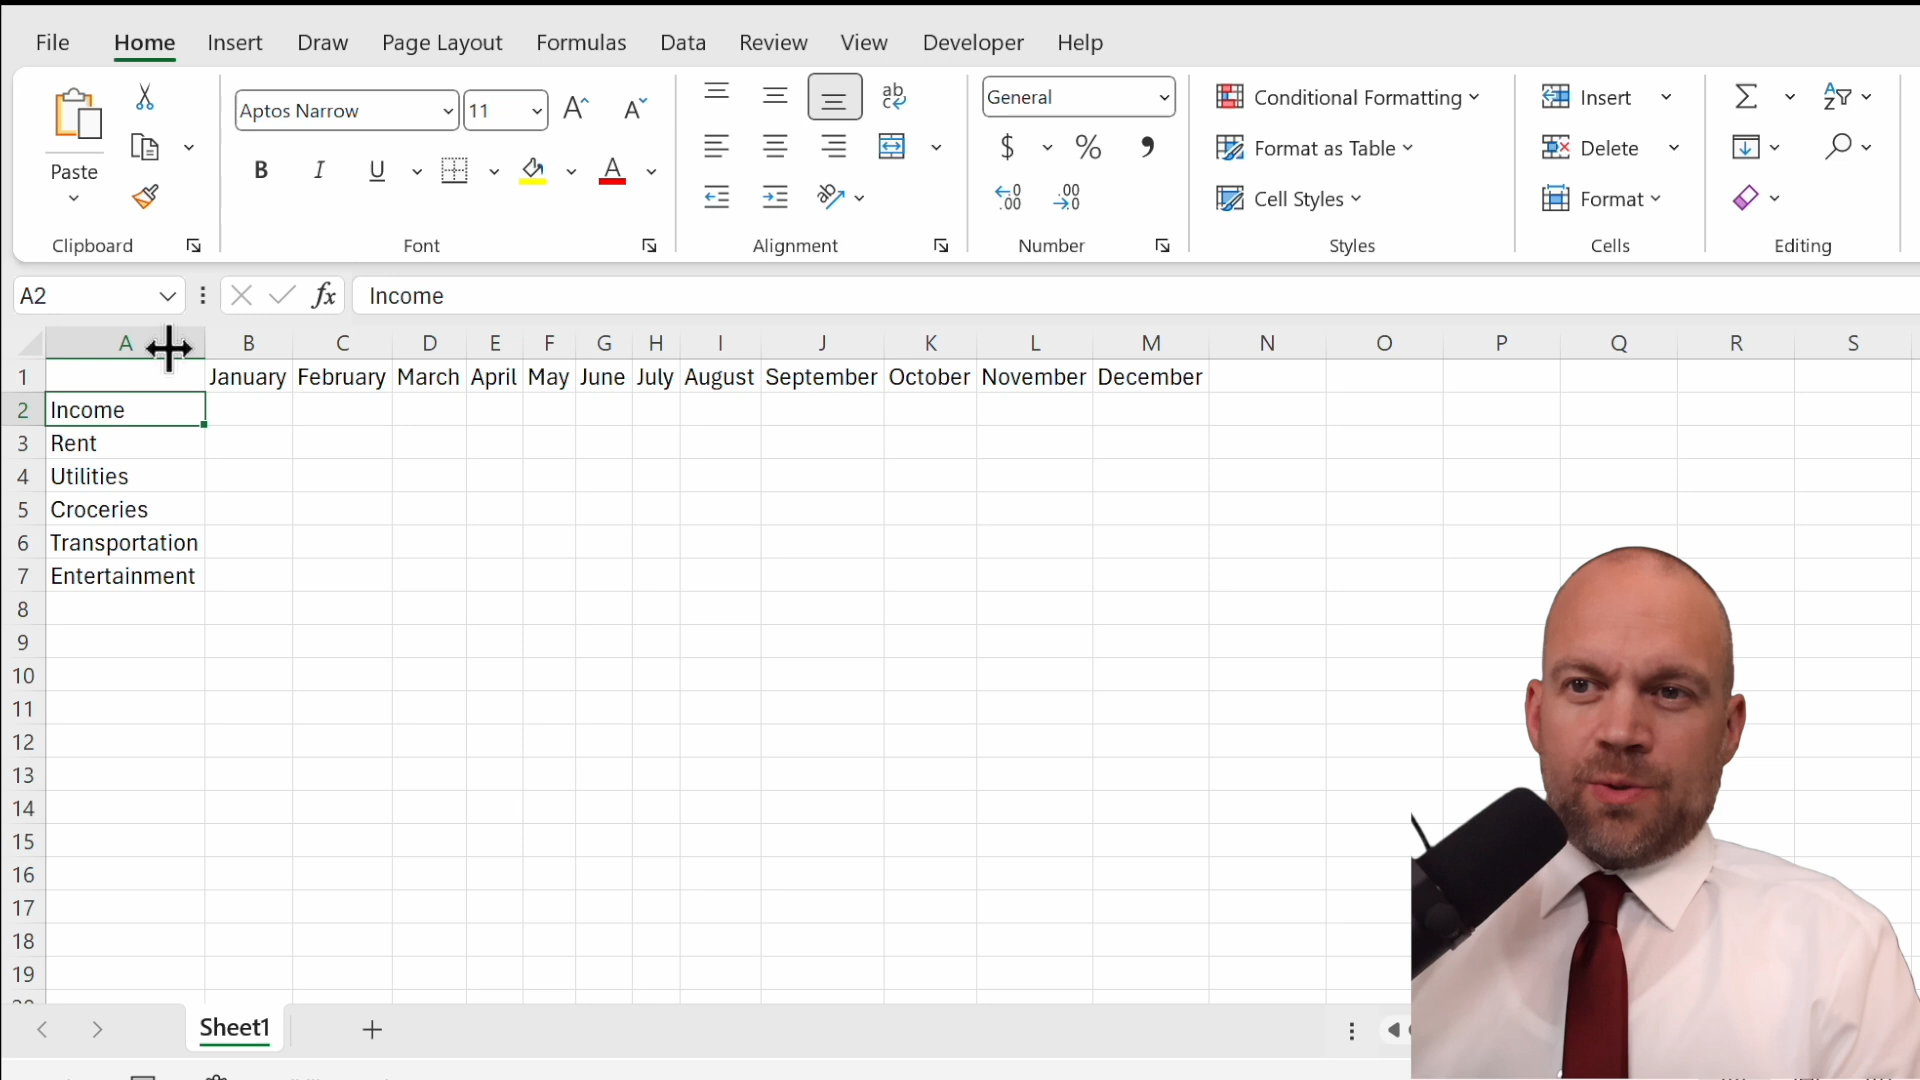 File Home Insert Draw Page Layout Formulas Data Review View Developer Help
Aptos Narrow 11 General Conditional Formatting Insert
Paste B I U $ % Format as Table Delete
Cell Styles Format
Clipboard Font Alignment Number Styles Cells Editing
A2 fx Income
A B C D E F G H I J K L M N O P Q R S
1 January February March April May June July August September October November December
2 Income
3 Rent
4 Utilities
5 Croceries
6 Transportation
7 Entertainment
8
9
10
11
12
13
14
15
16
17
18
19
Sheet1